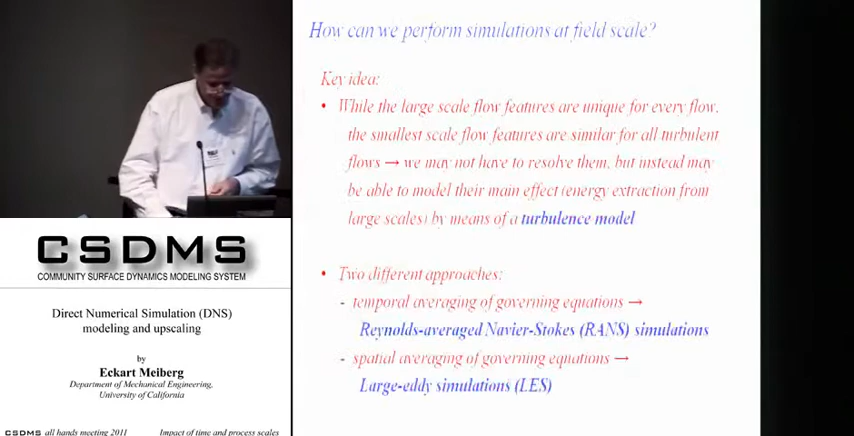 How can we perform simulations at field scale?
Key idea:
• While the large scale flow features are unique for every flow,
the smallest scale flow features are similar for all turbulent
flows → we may not have to resolve them, but instead may
be able to model their main effect (energy extraction from
large scales) by means of a turbulence model
• Two different approaches:
- temporal averaging of governing equations →
Reynolds-averaged Navier-Stokes (RANS) simulations
- spatial averaging of governing equations →
Large-eddy simulations (LES)
CSDMS
COMMUNITY SURFACE DYNAMICS MODELING SYSTEM
Direct Numerical Simulation (DNS)
modeling and upscaling
by
Eckart Meiberg
Department of Mechanical Engineering,
University of California
CSDMS all hands meeting 2011 Impact of time and process scales